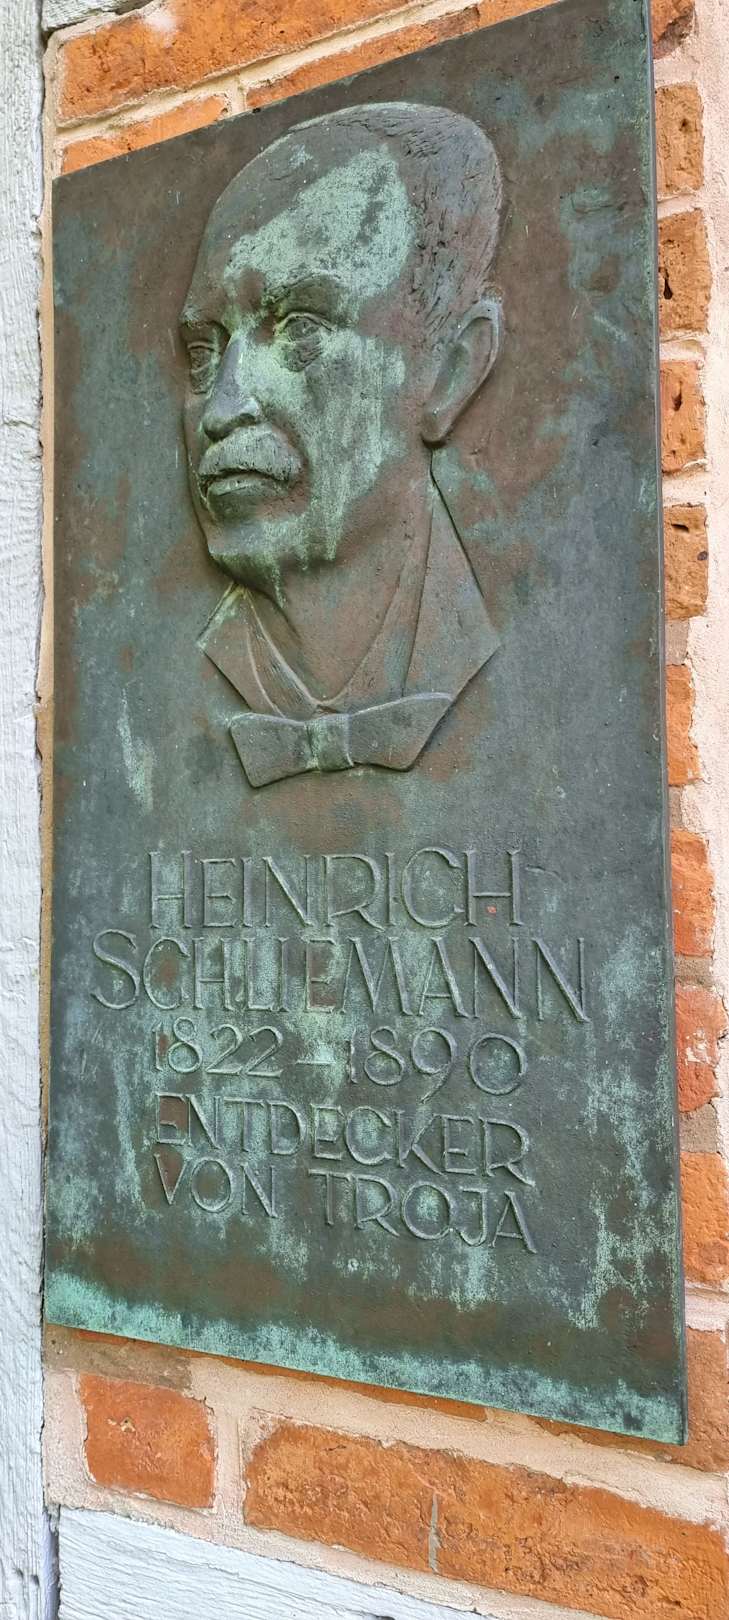 HEINRICH
SCHLIEMANN
1822-1890
ENTDECKER
VON TROJA